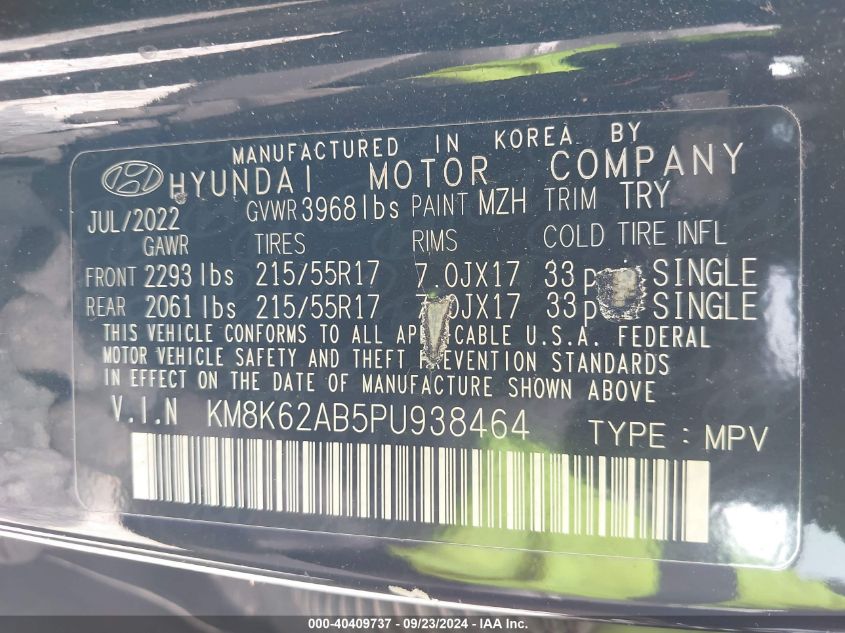 MANUFACTURED IN KOREA BY
HYUNDAI MOTOR COMPANY
JUL/2022 GVWR 3968 lbs PAINT MZH TRIM TRY
GAWR TIRES RIMS COLD TIRE INFL
FRONT 2293 lbs 215/55R17 7.0JX17 33 p SINGLE
REAR 2061 lbs 215/55R17 0JX17 33 p SINGLE
THIS VEHICLE CONFORMS TO ALL APPLICABLE U.S.A. FEDERAL
MOTOR VEHICLE SAFETY AND THEFT PREVENTION STANDARDS
IN EFFECT ON THE DATE OF MANUFACTURE SHOWN ABOVE
V.I.N KM8K62AB5PU938464 TYPE : MPV
000-40409737 - 09/23/2024 - IAA Inc.